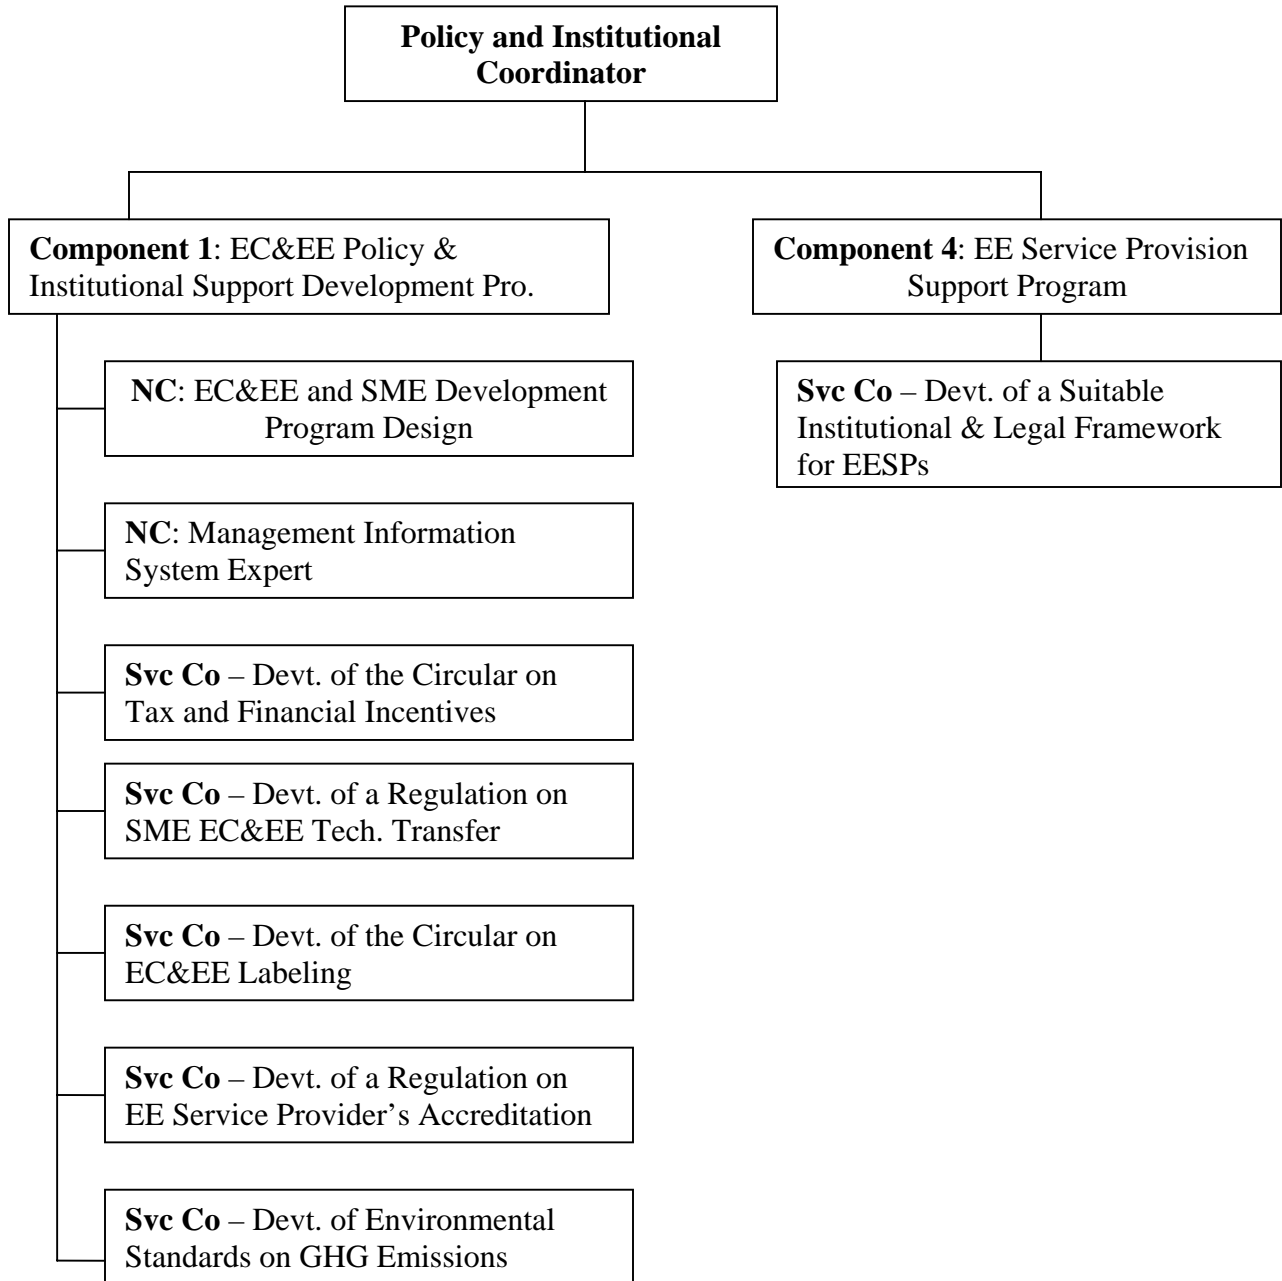 Policy and Institutional
Coordinator
Component 1: EC&EE Policy &
Institutional Support Development Pro.
NC: EC&EE and SME Development
Program Design
NC: Management Information
System Expert
Svc Co – Devt. of the Circular on
Tax and Financial Incentives
Svc Co – Devt. of a Regulation on
SME EC&EE Tech. Transfer
Svc Co – Devt. of the Circular on
EC&EE Labeling
Svc Co – Devt. of a Regulation on
EE Service Provider’s Accreditation
Svc Co – Devt. of Environmental
Standards on GHG Emissions
Component 4: EE Service Provision
Support Program
Svc Co – Devt. of a Suitable
Institutional & Legal Framework
for EESPs